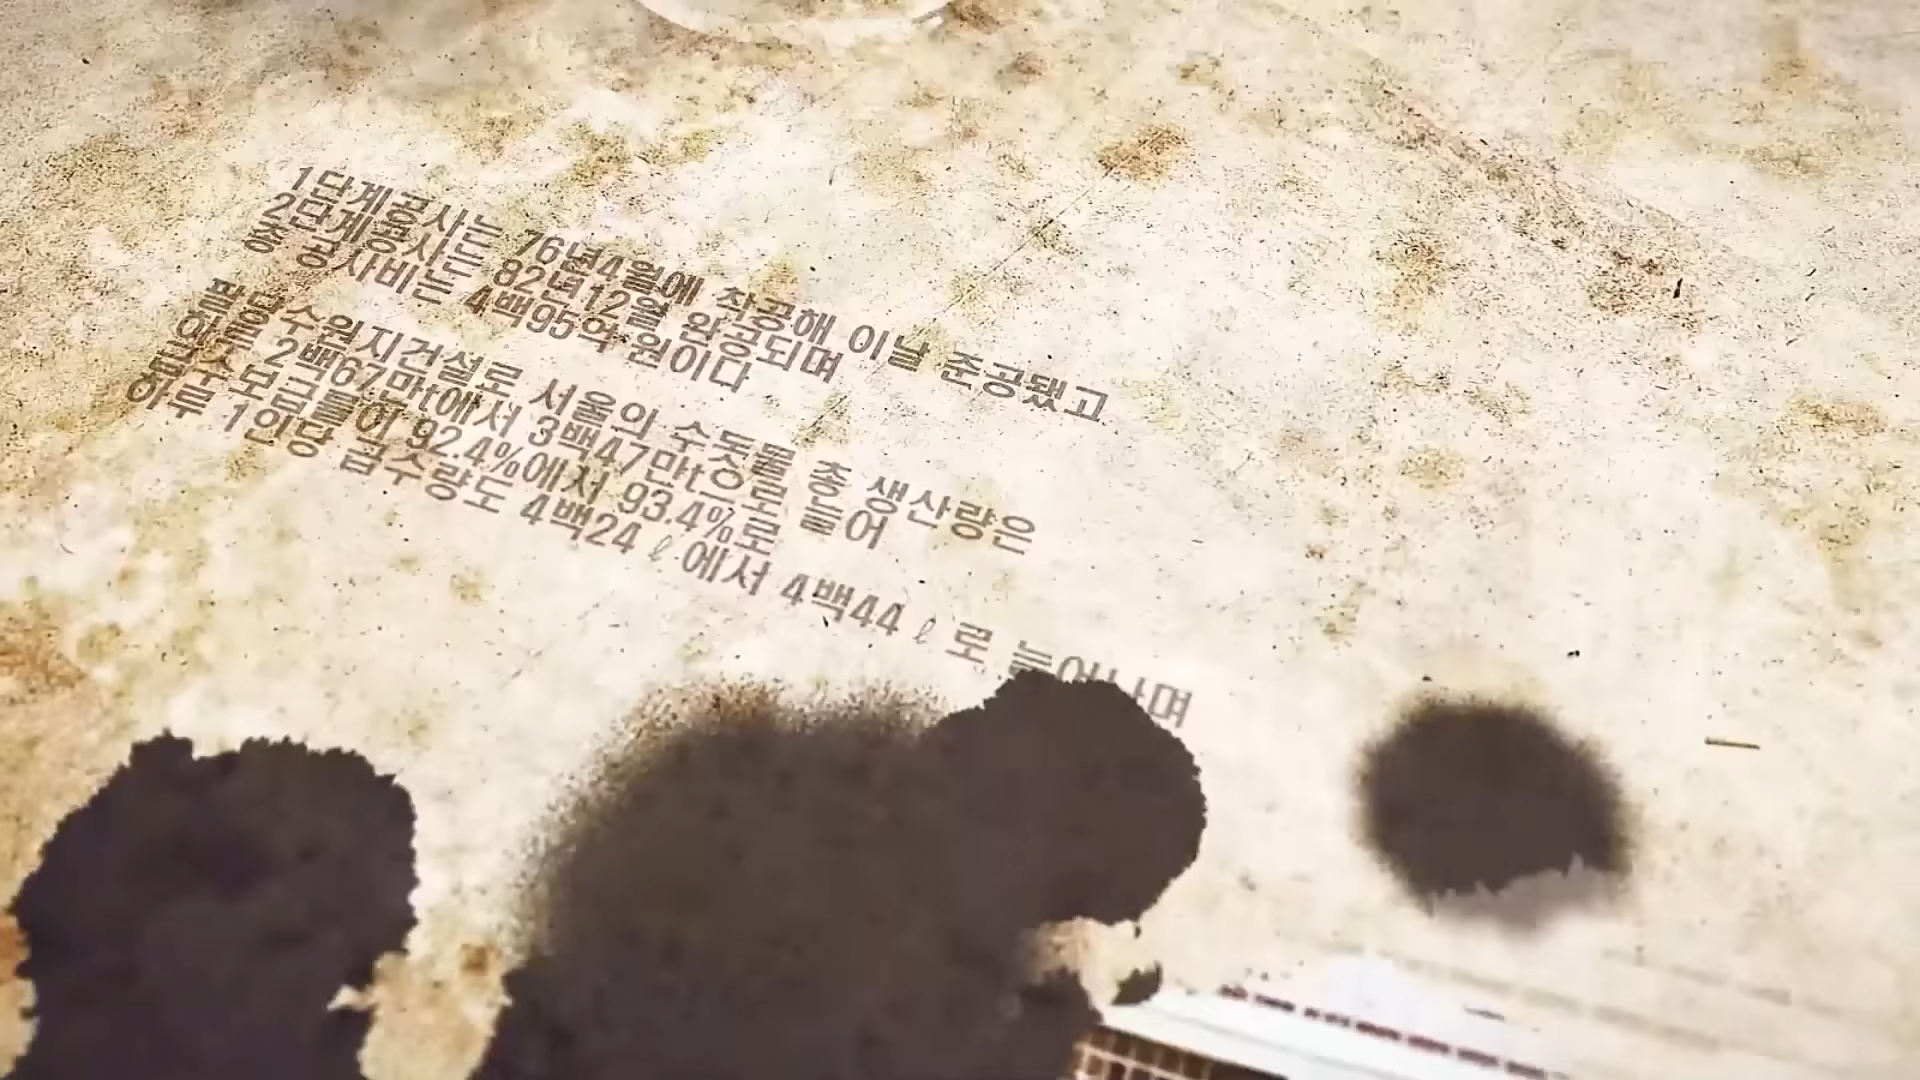 1단계공사는 76년4월에 착공해 이날 준공됐고
2단계공사는 82년12월 완공되며
총 공사비는 4백95억 원이다
팔당 수원지건설로 서울의 수돗물 총 생산량은
하루 2백67만t에서 3백47만t으로 늘어
급수 보급률이 92.4%에서 93.4%로
하루 1인당 급수량도 4백24ℓ에서 4백44ℓ로 늘어나며